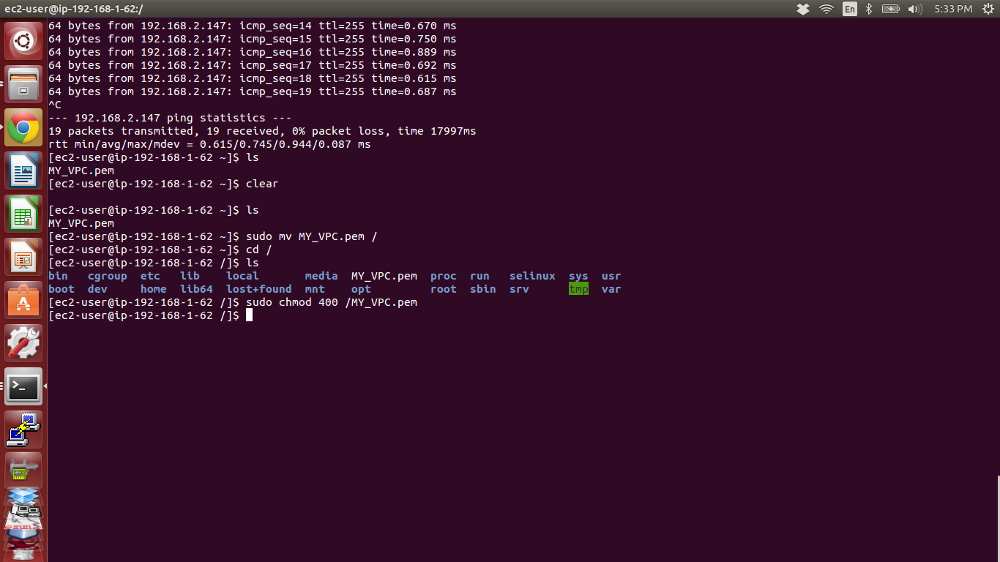 ec2-user@ip-192-168-1-62:/
En
5:33 PM
64 bytes from 192.168.2.147: icmp_seq=14 ttl=255 time=0.670 ms
64 bytes from 192.168.2.147: icmp_seq=15 ttl=255 time=0.750 ms
64 bytes from 192.168.2.147: icmp_seq=16 ttl=255 time=0.889 ms
64 bytes from 192.168.2.147: icmp_seq=17 ttl=255 time=0.692 ms
64 bytes from 192.168.2.147: icmp_seq=18 ttl=255 time=0.615 ms
64 bytes from 192.168.2.147: icmp_seq=19 ttl=255 time=0.687 ms
^C
--- 192.168.2.147 ping statistics ---
19 packets transmitted, 19 received, 0% packet loss, time 17997ms
rtt min/avg/max/mdev = 0.615/0.745/0.944/0.087 ms
[ec2-user@ip-192-168-1-62 ~]$ ls
MY_VPC.pem
[ec2-user@ip-192-168-1-62 ~]$ clear
[ec2-user@ip-192-168-1-62 ~]$ ls
MY_VPC.pem
[ec2-user@ip-192-168-1-62 ~]$ sudo mv MY_VPC.pem /
[ec2-user@ip-192-168-1-62 ~]$ cd /
[ec2-user@ip-192-168-1-62 /]$ ls
bin   cgroup  etc   lib    local       media  MY_VPC.pem  proc  run   selinux  sys  usr
boot  dev     home  lib64  lost+found  mnt    opt         root  sbin  srv      tmp  var
[ec2-user@ip-192-168-1-62 /]$ sudo chmod 400 /MY_VPC.pem
[ec2-user@ip-192-168-1-62 /]$